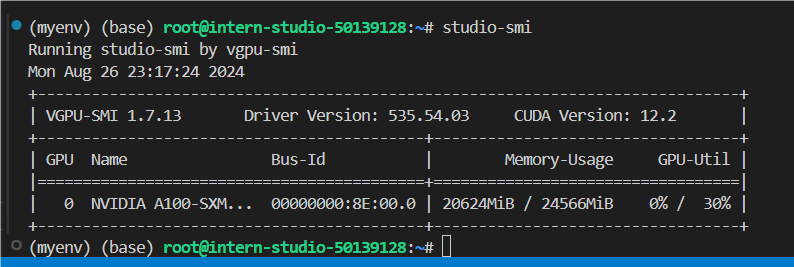 (myenv) (base) root@intern-studio-50139128:~# studio-smi
Running studio-smi by vgpu-smi
Mon Aug 26 23:17:24 2024
+------------------------------------------------------------------------------+
| VGPU-SMI 1.7.13       Driver Version: 535.54.03     CUDA Version: 12.2       |
+-------------------------------------------+----------------------------------+
| GPU  Name                Bus-Id           |        Memory-Usage     GPU-Util |
|===========================================+==================================|
|   0  NVIDIA A100-SXM...  00000000:8E:00.0 | 20624MiB / 24566MiB    0% /  30% |
+-------------------------------------------+----------------------------------+
(myenv) (base) root@intern-studio-50139128:~#